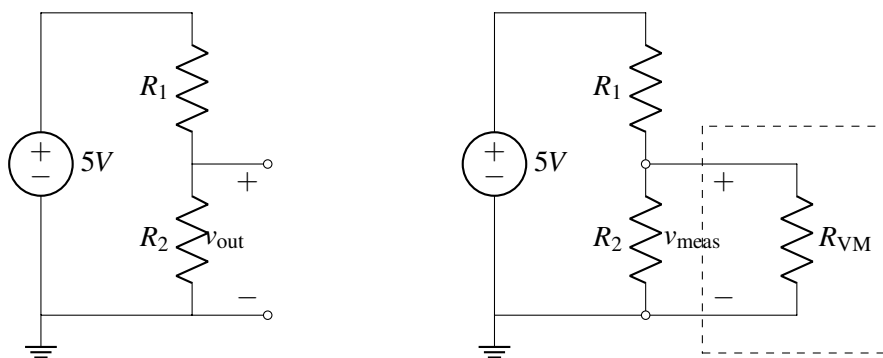 R1
+
−
5V
+
R2
vout
−
R1
+
−
5V
+
R2
vmeas
RVM
−